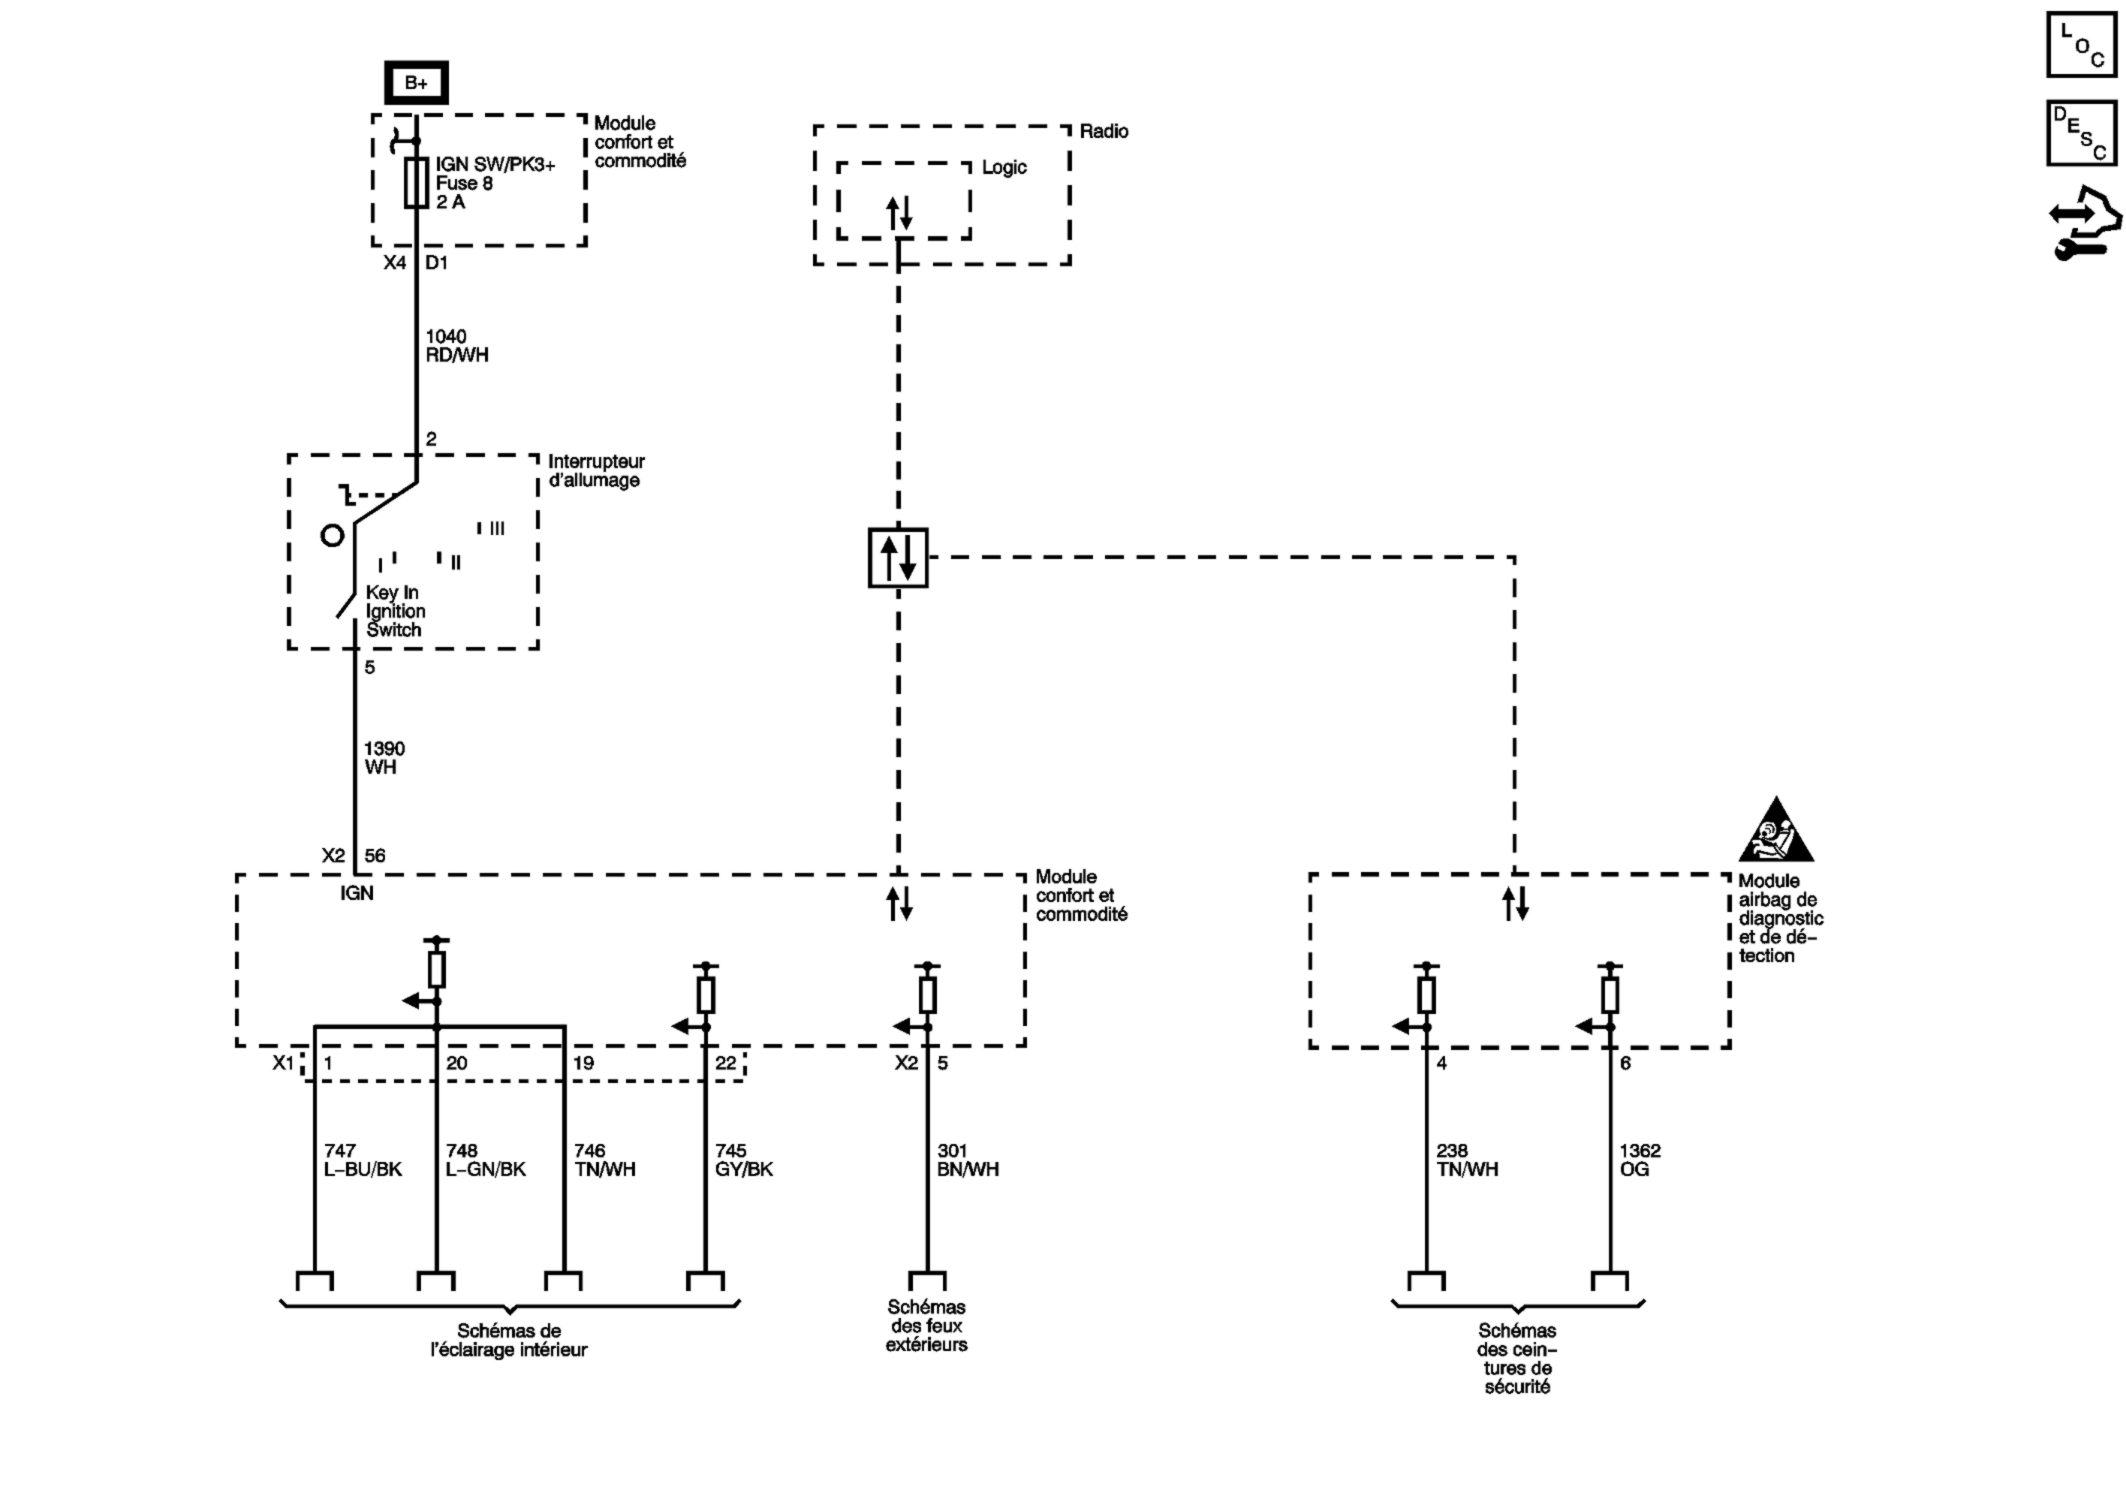 B+
Module
confort et
commodité
IGN SW/PK3+
Fuse 8
2 A
X4 D1
1040
RD/WH
2
Interrupteur
d'allumage
I
II
III
Key In
Ignition
Switch
5
1390
WH
X2 56
IGN
Radio
Logic
Module
confort et
commodité
X1 1 20 19 22
X2 5
747
L-BU/BK
748
L-GN/BK
746
TN/WH
745
GY/BK
301
BN/WH
Schémas de
l'éclairage intérieur
Schémas
des feux
extérieurs
Module
airbag de
diagnostic
et de dé-
tection
4
6
238
TN/WH
1362
OG
Schémas
des cein-
tures de
sécurité
LOC
DESC